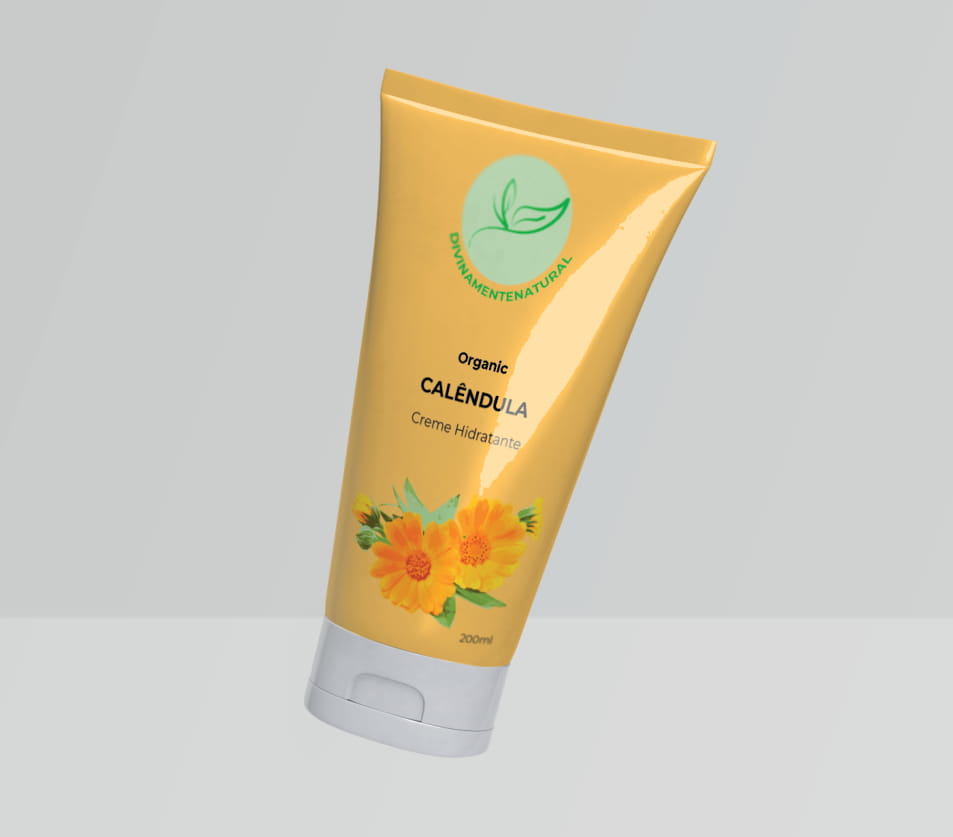 DIVINAMENTENATURAL
Organic
CALÊNDULA
Creme Hidratante
200ml